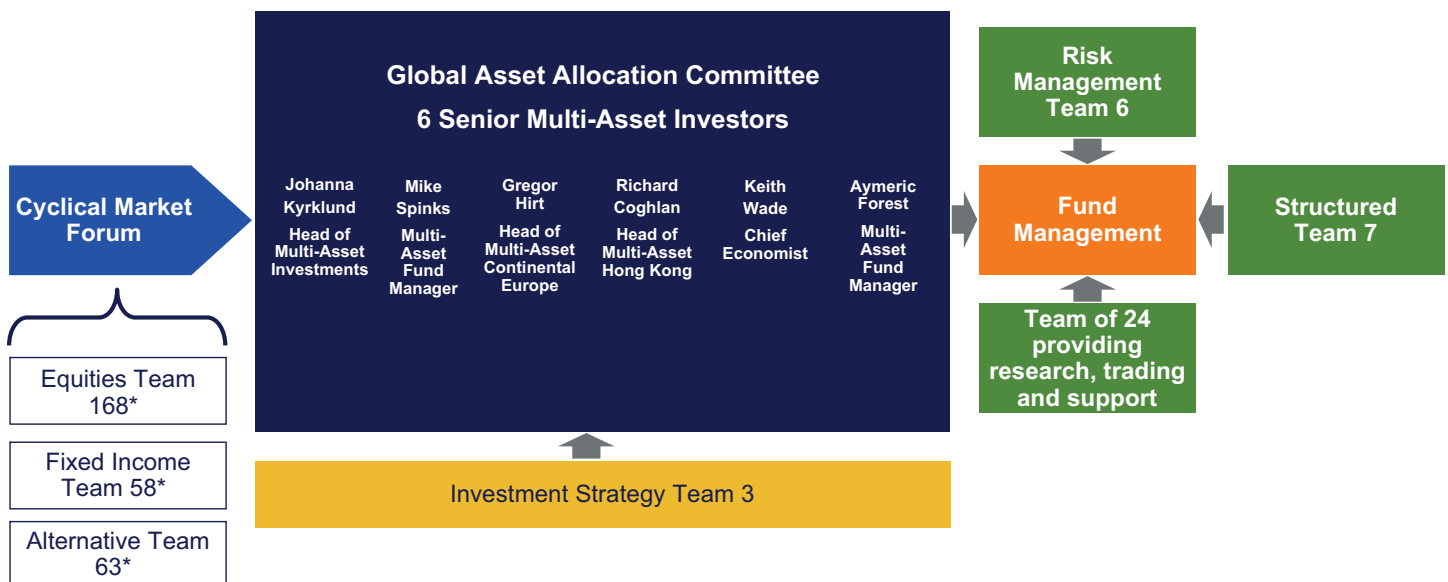 Global Asset Allocation Committee
6 Senior Multi-Asset Investors
Johanna
Kyrklund
Head of
Multi-Asset
Investments
Mike
Spinks
Multi-
Asset
Fund
Manager
Gregor
Hirt
Head of
Multi-Asset
Continental
Europe
Richard
Coghlan
Head of
Multi-Asset
Hong Kong
Keith
Wade
Chief
Economist
Aymeric
Forest
Multi-
Asset
Fund
Manager
Cyclical Market
Forum
Equities Team
168*
Fixed Income
Team 58*
Alternative Team
63*
Investment Strategy Team 3
Risk
Management
Team 6
Fund
Management
Structured
Team 7
Team of 24
providing
research, trading
and support